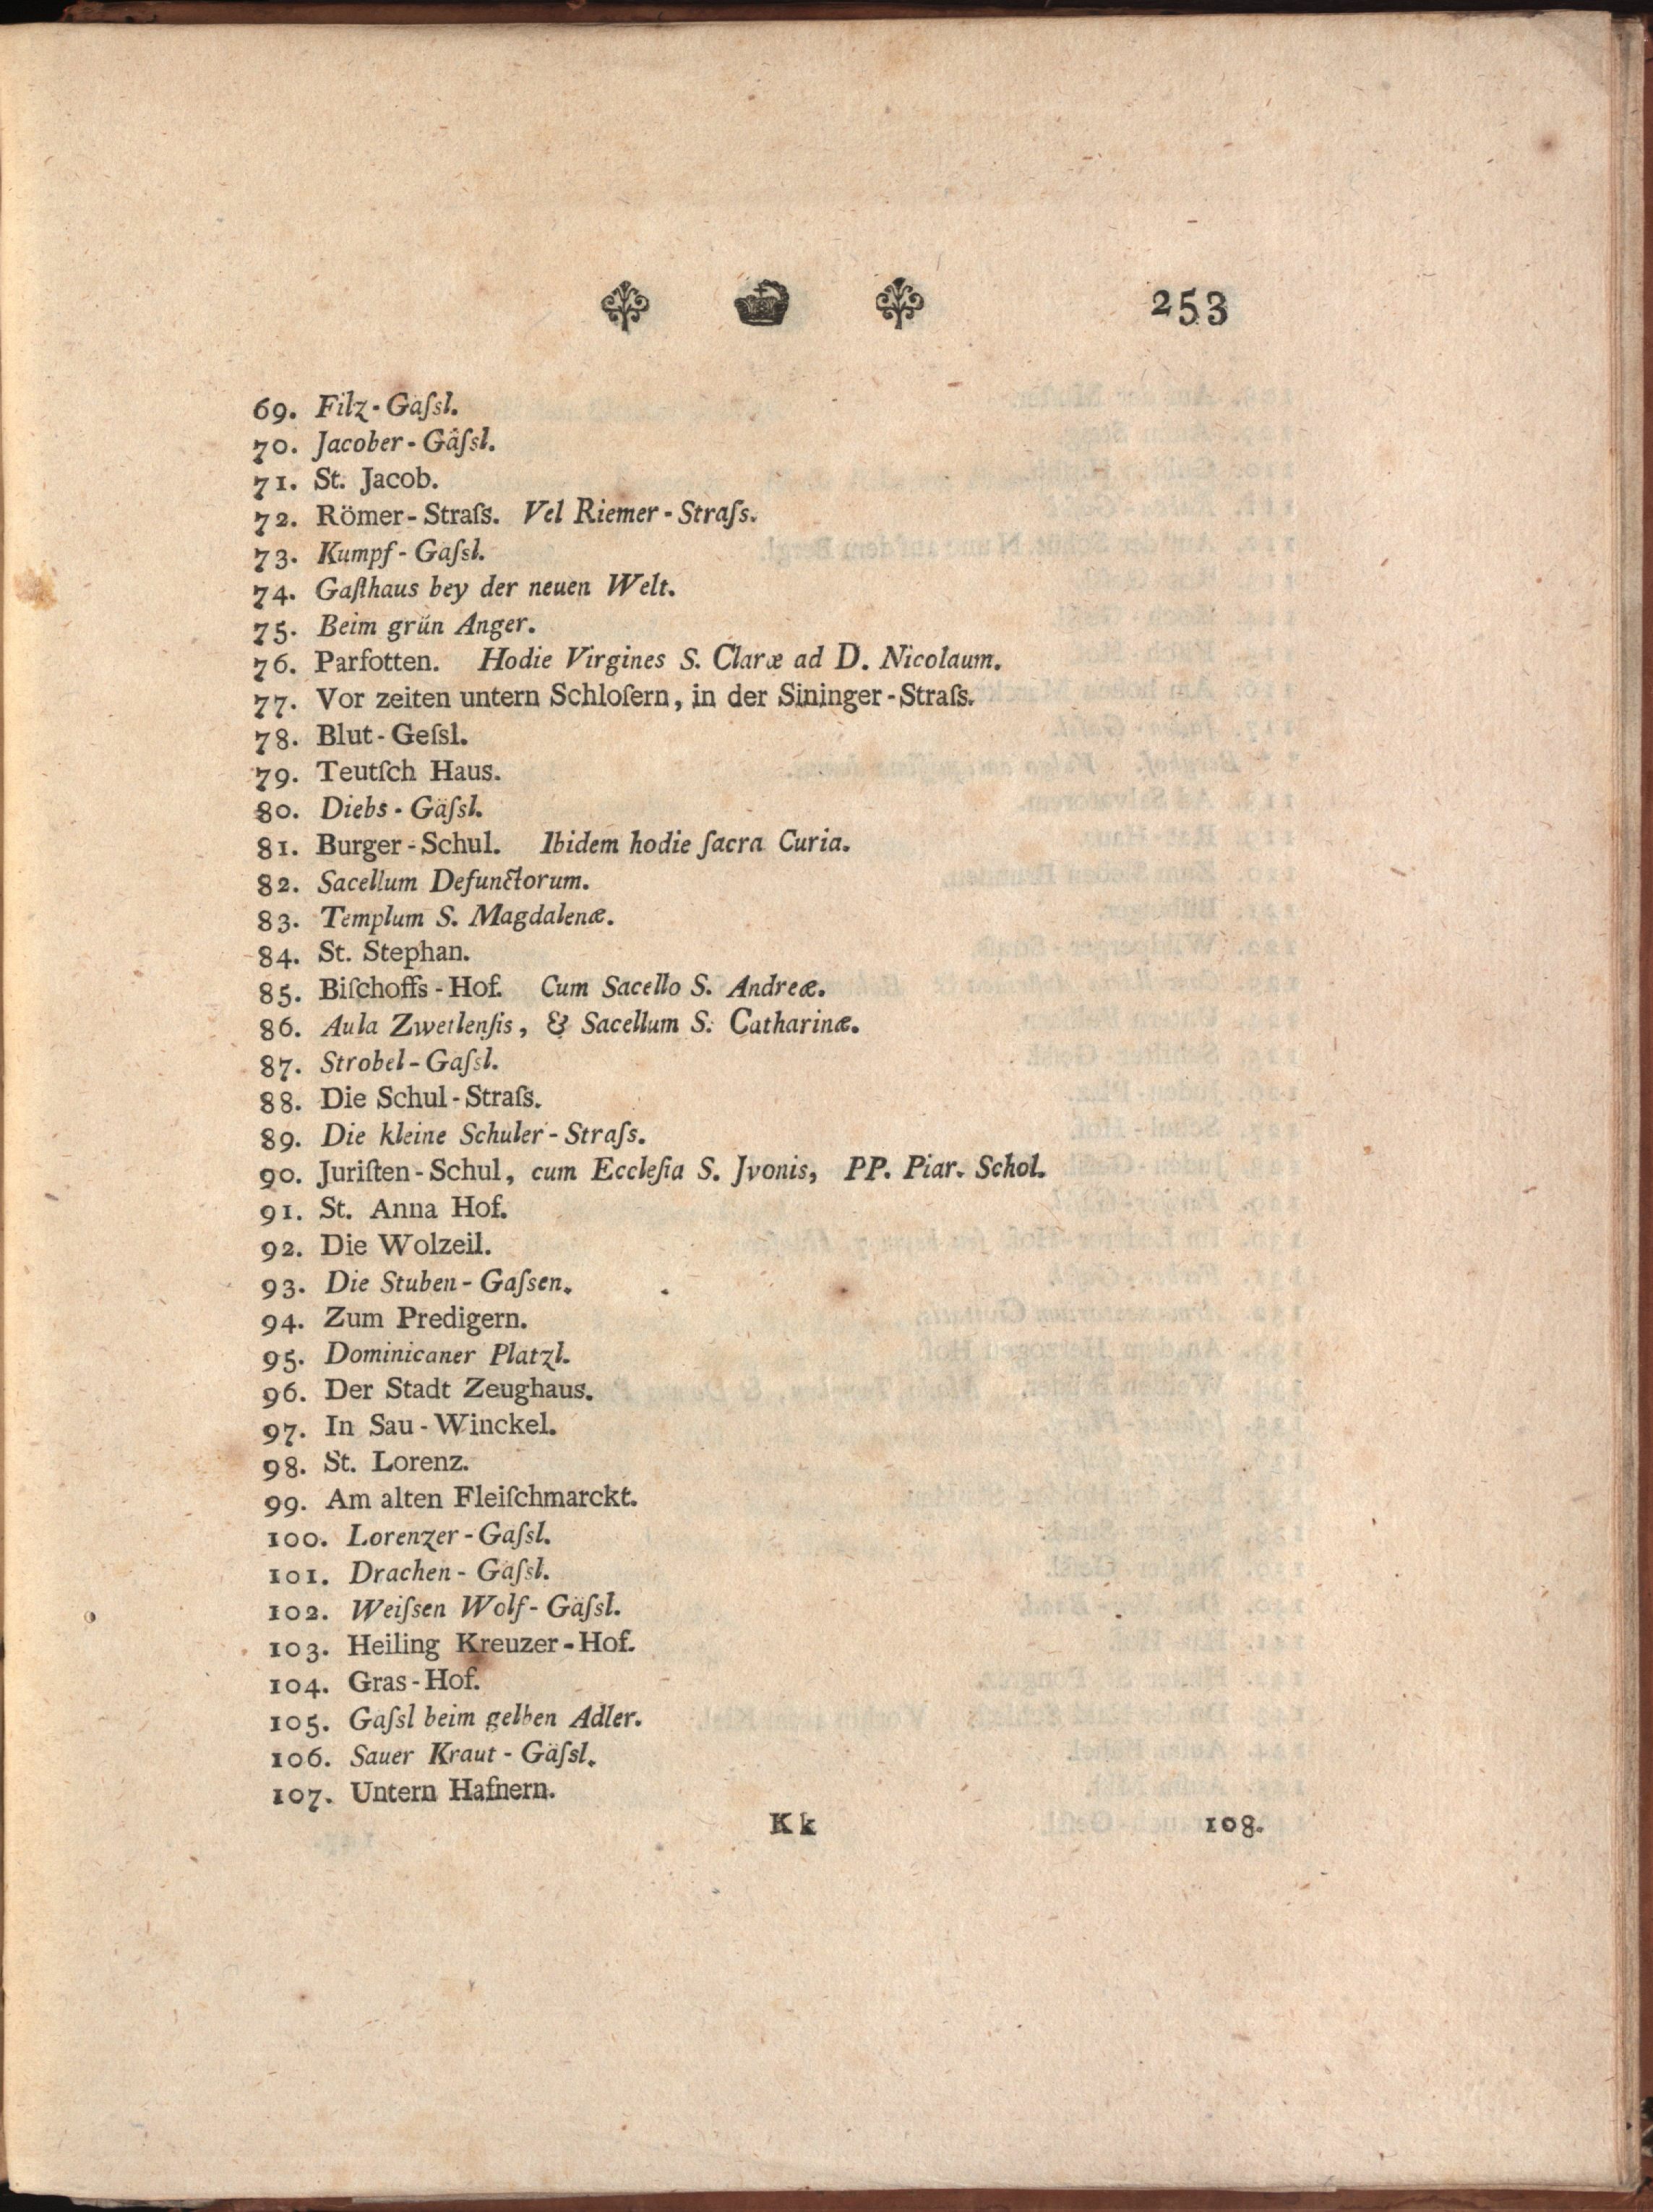 253
69. Filz-Gäſsl.
70. Jacober-Gäſsl.
71. St. Jacob.
72. Römer-Straſs. Vel Riemer-Straſs.
73. Kumpf-Gaſsl.
74. Gaſthaus bey der neuen Welt.
75. Beim grün Anger.
76. Parfotten. Hodie Virgines S. Claræ ad D. Nicolaum.
77. Vor zeiten untern Schloſern, in der Sininger-Straſs.
78. Blut-Geſsl.
79. Teutſch Haus.
80. Diebs-Gäſsl.
81. Burger-Schul. Ibidem hodie ſacra Curia.
82. Sacellum Defunctorum.
83. Templum S. Magdalenæ.
84. St. Stephan.
85. Biſchoffs-Hof. Cum Sacello S. Andreæ.
86. Aula Zwetlenſis, & Sacellum S. Catharinæ.
87. Strobel-Gaſsl.
88. Die Schul-Straſs.
89. Die kleine Schuler-Straſs.
90. Juriſten-Schul, cum Eccleſia S. Jvonis, PP. Piar. Schol.
91. St. Anna Hof.
92. Die Wolzeil.
93. Die Stuben-Gaſsen.
94. Zum Predigern.
95. Dominicaner Platzl.
96. Der Stadt Zeughaus.
97. In Sau-Winckel.
98. St. Lorenz.
99. Am alten Fleiſchmarckt.
100. Lorenzer-Gaſsl.
101. Drachen-Gäſsl.
102. Weiſsen Wolf-Gäſsl.
103. Heiling Kreuzer-Hof.
104. Gras-Hof.
105. Gaſsl beim gelben Adler.
106. Sauer Kraut-Gäſsl.
107. Untern Hafnern.
Kk 108.